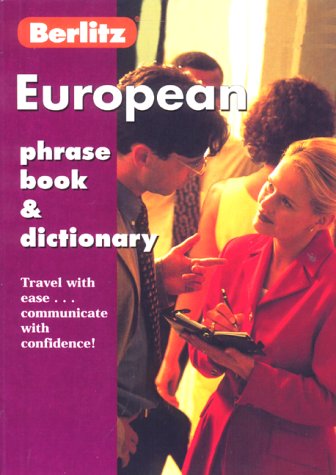 Berlitz®
European
phrase
book
&
dictionary
Travel with
ease . . .
communicate
with
confidence!